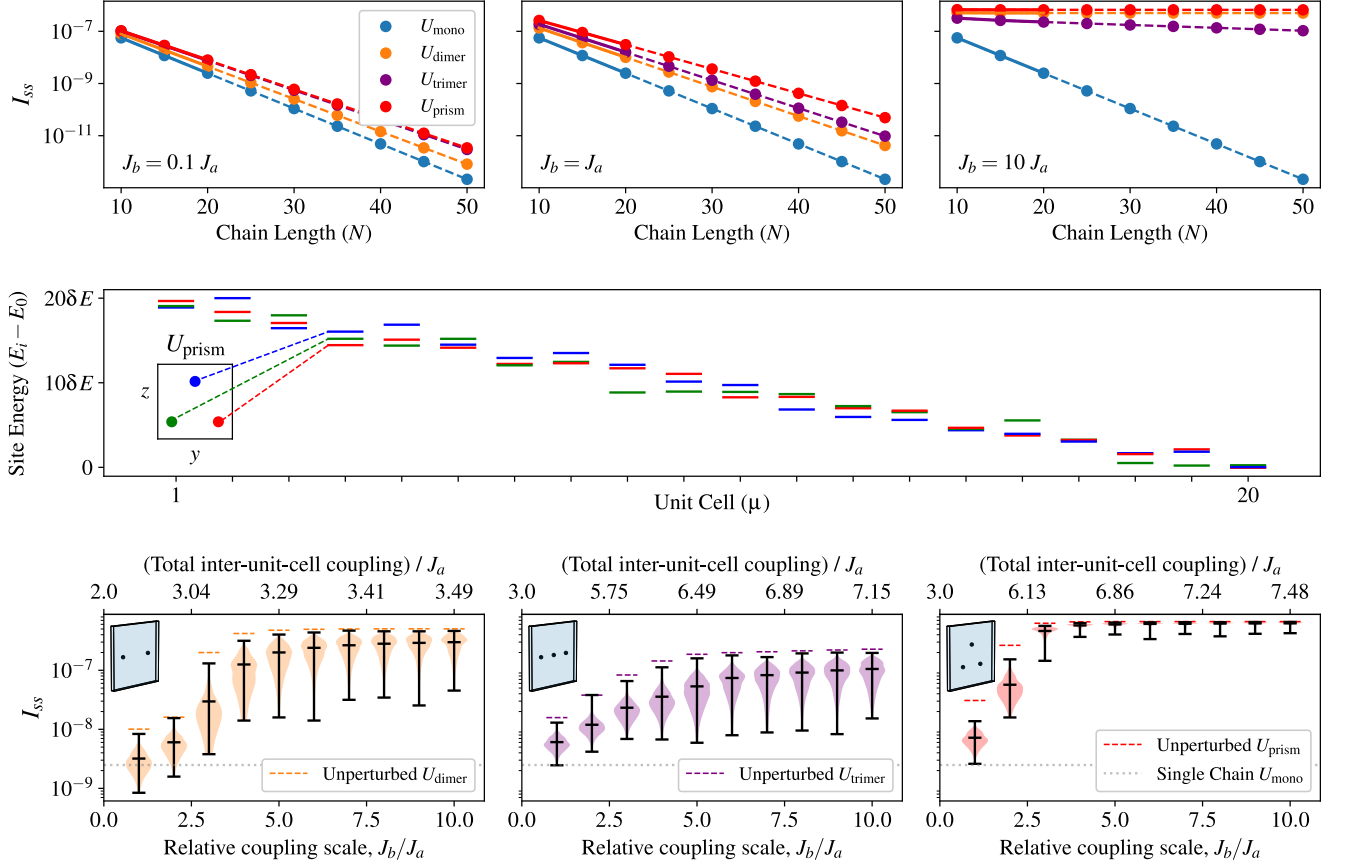 I_ss
10⁻⁷
10⁻⁹
10⁻¹¹
U_mono
U_dimer
U_trimer
U_prism
J_b = 0.1 J_a
J_b = J_a
J_b = 10 J_a
10 20 30 40 50
10 20 30 40 50
10 20 30 40 50
Chain Length (N)
Chain Length (N)
Chain Length (N)
Site Energy (E_i − E_0)
20δE
10δE
0
U_prism
z
y
1
Unit Cell (μ)
20
(Total inter-unit-cell coupling) / J_a
(Total inter-unit-cell coupling) / J_a
(Total inter-unit-cell coupling) / J_a
2.0 3.04 3.29 3.41 3.49
3.0 5.75 6.49 6.89 7.15
3.0 6.13 6.86 7.24 7.48
I_ss
10⁻⁷
10⁻⁸
10⁻⁹
Unperturbed U_dimer
Unperturbed U_trimer
Unperturbed U_prism
Single Chain U_mono
0.0 2.5 5.0 7.5 10.0
0.0 2.5 5.0 7.5 10.0
0.0 2.5 5.0 7.5 10.0
Relative coupling scale, J_b/J_a
Relative coupling scale, J_b/J_a
Relative coupling scale, J_b/J_a